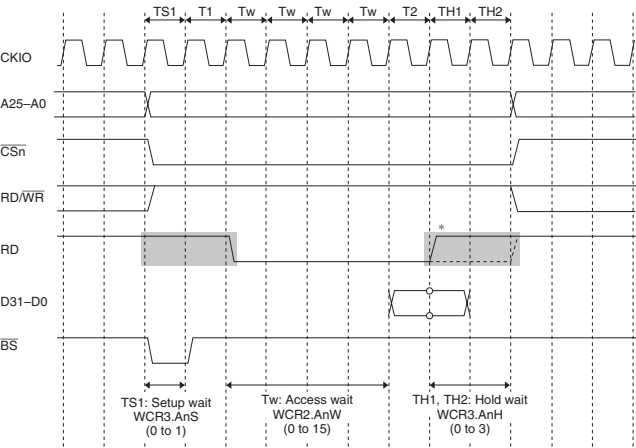 TS1 T1 Tw Tw Tw Tw T2 TH1 TH2
CKIO
A25–A0
CSn
RD/WR
*
RD
D31–D0
BS
TS1: Setup wait
WCR3.AnS
(0 to 1)
Tw: Access wait
WCR2.AnW
(0 to 15)
TH1, TH2: Hold wait
WCR3.AnH
(0 to 3)